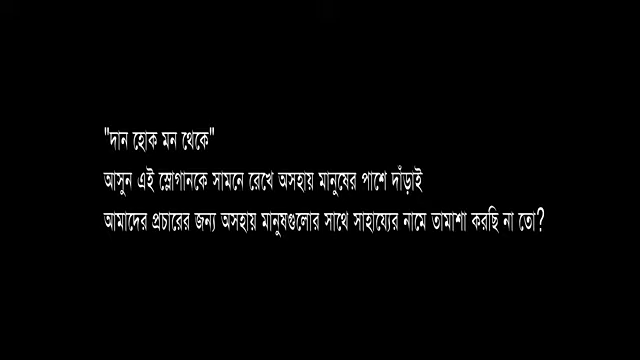 "দান হোক মন থেকে"
আসুন এই স্লোগানকে সামনে রেখে অসহায় মানুষের পাশে দাঁড়াই
আমাদের প্রচারের জন্য অসহায় মানুষগুলোর সাথে সাহায্যের নামে তামাশা করছি না তো?